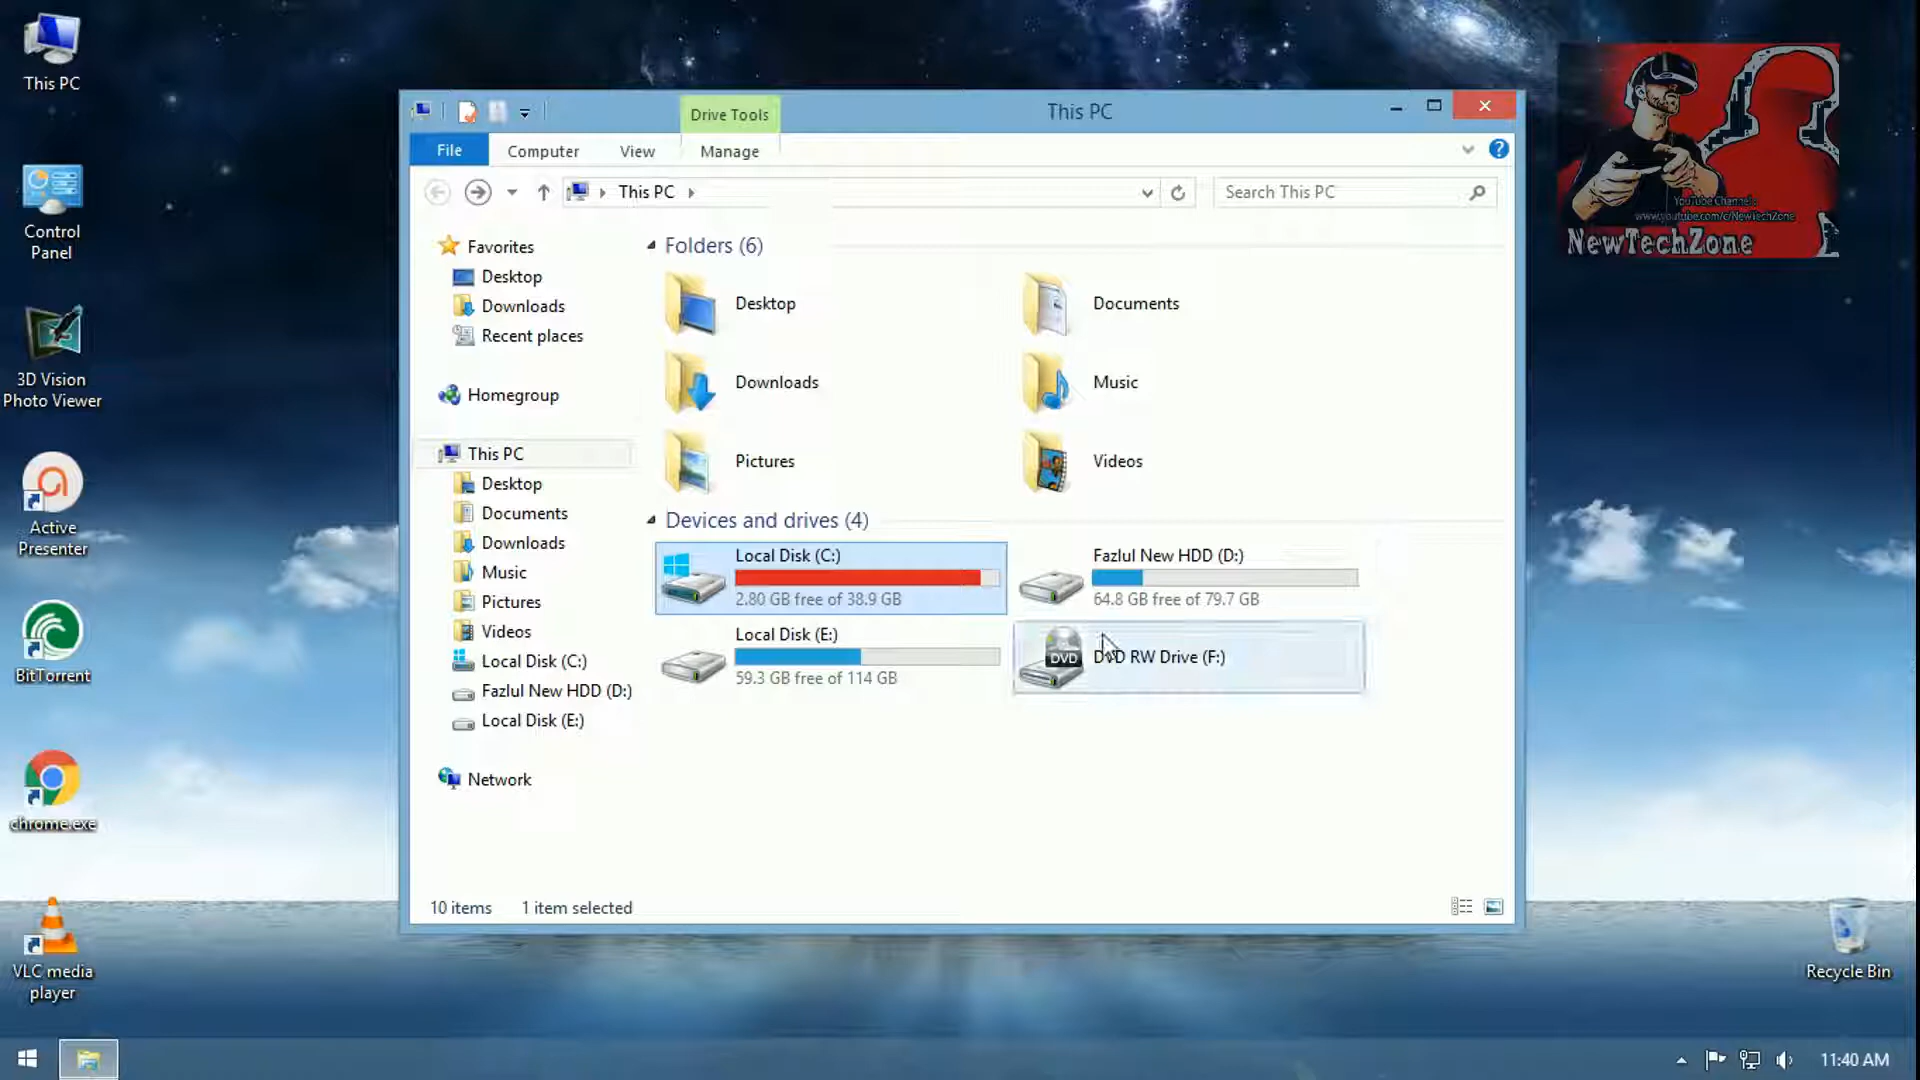 This PC
Control
Panel
3D Vision
Photo Viewer
Active
Presenter
BitTorrent
chrome.exe
VLC media
player
Drive Tools
This PC
File
Computer
View
Manage
This PC
Search This PC
Favorites
Desktop
Downloads
Recent places
Homegroup
This PC
Desktop
Documents
Downloads
Music
Pictures
Videos
Local Disk (C:)
Fazlul New HDD (D:)
Local Disk (E:)
Network
Folders (6)
Desktop
Documents
Downloads
Music
Pictures
Videos
Devices and drives (4)
Local Disk (C:)
2.80 GB free of 38.9 GB
Fazlul New HDD (D:)
64.8 GB free of 79.7 GB
Local Disk (E:)
59.3 GB free of 114 GB
DVD
DVD RW Drive (F:)
10 items
1 item selected
YouTube Channel:
www.youtube.com/c/NewTechZone
NewTechZone
Recycle Bin
11:40 AM